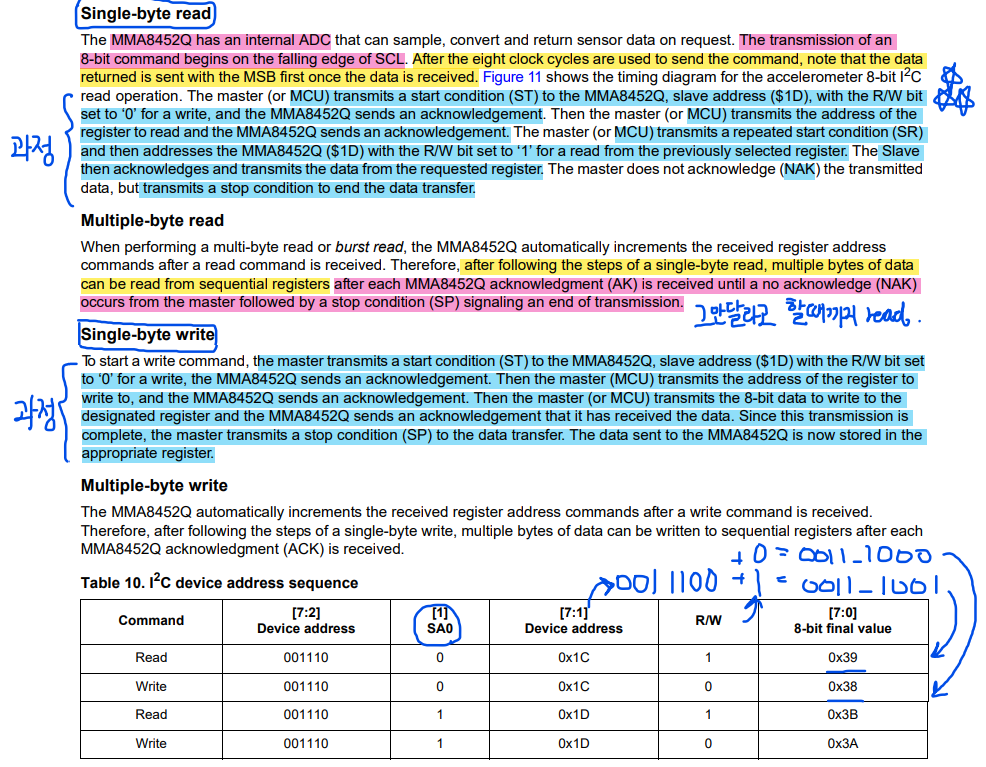 Single-byte read
The MMA8452Q has an internal ADC that can sample, convert and return sensor data on request. The transmission of an
8-bit command begins on the falling edge of SCL. After the eight clock cycles are used to send the command, note that the data
returned is sent with the MSB first once the data is received. Figure 11 shows the timing diagram for the accelerometer 8-bit I²C
read operation. The master (or MCU) transmits a start condition (ST) to the MMA8452Q, slave address ($1D), with the R/W bit
set to ‘0’ for a write, and the MMA8452Q sends an acknowledgement. Then the master (or MCU) transmits the address of the
register to read and the MMA8452Q sends an acknowledgement. The master (or MCU) transmits a repeated start condition (SR)
과정
and then addresses the MMA8452Q ($1D) with the R/W bit set to ‘1’ for a read from the previously selected register. The Slave
then acknowledges and transmits the data from the requested register. The master does not acknowledge (NAK) the transmitted
data, but transmits a stop condition to end the data transfer.
Multiple-byte read
When performing a multi-byte read or burst read, the MMA8452Q automatically increments the received register address
commands after a read command is received. Therefore, after following the steps of a single-byte read, multiple bytes of data
can be read from sequential registers after each MMA8452Q acknowledgment (AK) is received until a no acknowledge (NAK)
occurs from the master followed by a stop condition (SP) signaling an end of transmission.
그만달라고 할때까지 read.
Single-byte write
To start a write command, the master transmits a start condition (ST) to the MMA8452Q, slave address ($1D) with the R/W bit set
to ‘0’ for a write, the MMA8452Q sends an acknowledgement. Then the master (MCU) transmits the address of the register to
write to, and the MMA8452Q sends an acknowledgement. Then the master (or MCU) transmits the 8-bit data to write to the
과정
designated register and the MMA8452Q sends an acknowledgement that it has received the data. Since this transmission is
complete, the master transmits a stop condition (SP) to the data transfer. The data sent to the MMA8452Q is now stored in the
appropriate register.
Multiple-byte write
The MMA8452Q automatically increments the received register address commands after a write command is received.
Therefore, after following the steps of a single-byte write, multiple bytes of data can be written to sequential registers after each
MMA8452Q acknowledgment (ACK) is received.
+ 0 = 0011_1000
Table 10. I²C device address sequence
0011100 + 1 = 0011_1001
Command [7:2] Device address [1] SA0 [7:1] Device address R/W [7:0] 8-bit final value
Read 001110 0 0x1C 1 0x39
Write 001110 0 0x1C 0 0x38
Read 001110 1 0x1D 1 0x3B
Write 001110 1 0x1D 0 0x3A